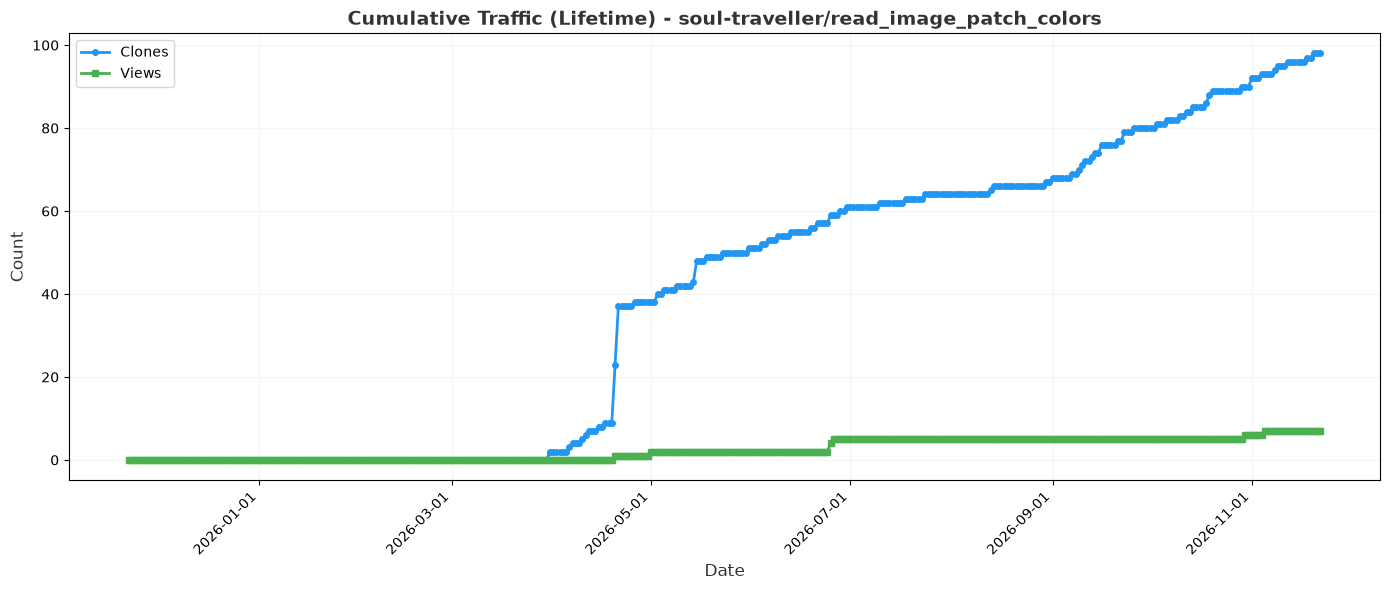 Cumulative Traffic (Lifetime) - soul-traveller/read_image_patch_colors
Clones
Views
100
80
60
40
20
0
Count
2026-01-01
2026-03-01
2026-05-01
2026-07-01
2026-09-01
2026-11-01
Date